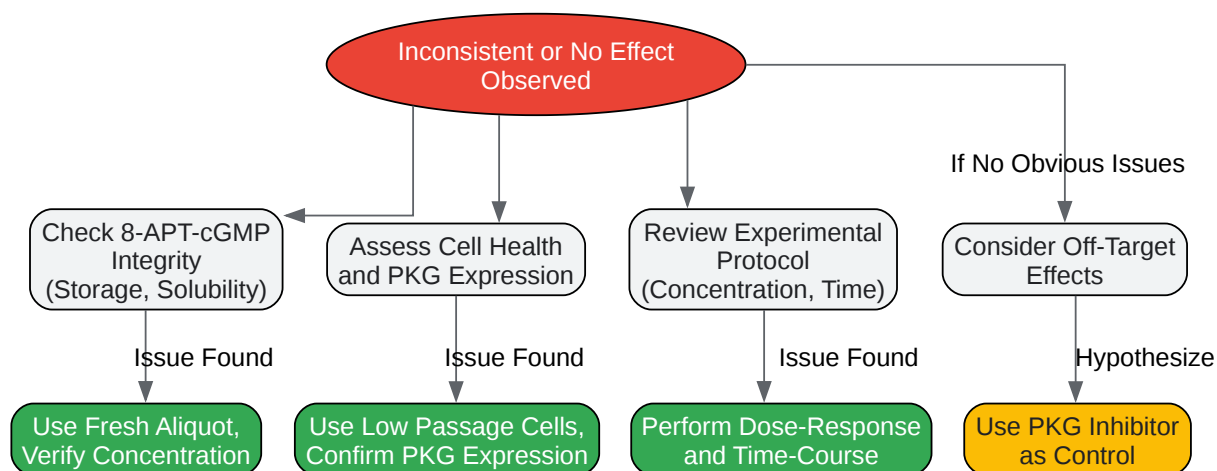 Inconsistent or No Effect
Observed
If No Obvious Issues
Check 8-APT-cGMP
Integrity
(Storage, Solubility)
Assess Cell Health
and PKG Expression
Review Experimental
Protocol
(Concentration, Time)
Consider Off-Target
Effects
Issue Found
Issue Found
Issue Found
Hypothesize
Use Fresh Aliquot,
Verify Concentration
Use Low Passage Cells,
Confirm PKG Expression
Perform Dose-Response
and Time-Course
Use PKG Inhibitor
as Control